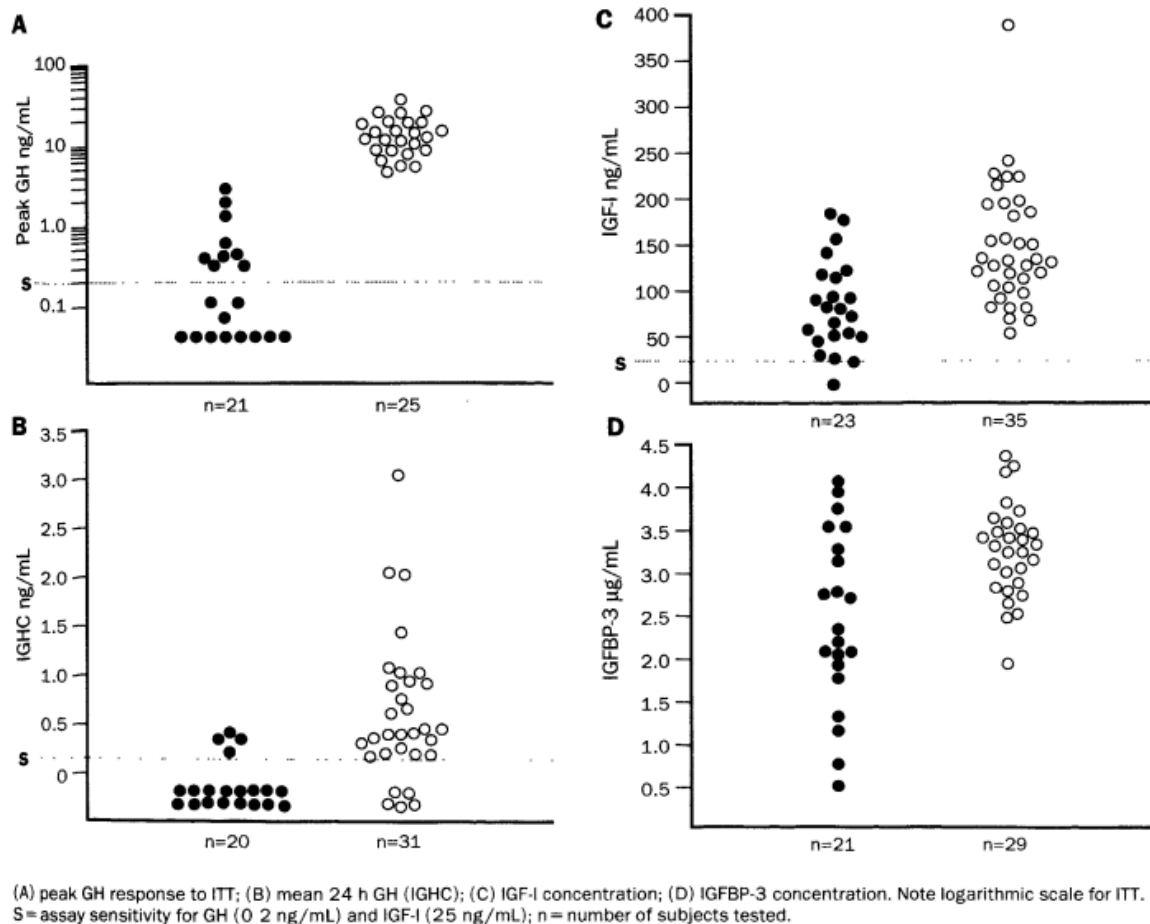 A
Peak GH ng/mL
100
10
1.0
S
0.1
n=21
n=25
B
IGHC ng/mL
3.5
3.0
2.5
2.0
1.5
1.0
0.5
S
0
n=20
n=31
C
IGF-I ng/mL
400
350
300
250
200
150
100
50
S
0
n=23
n=35
D
IGFBP-3 μg/mL
4.5
4.0
3.5
3.0
2.5
2.0
1.5
1.0
0.5
n=21
n=29
(A) peak GH response to ITT; (B) mean 24 h GH (IGHC); (C) IGF-I concentration; (D) IGFBP-3 concentration. Note logarithmic scale for ITT.
S=assay sensitivity for GH (0 2 ng/mL) and IGF-I (25 ng/mL); n=number of subjects tested.